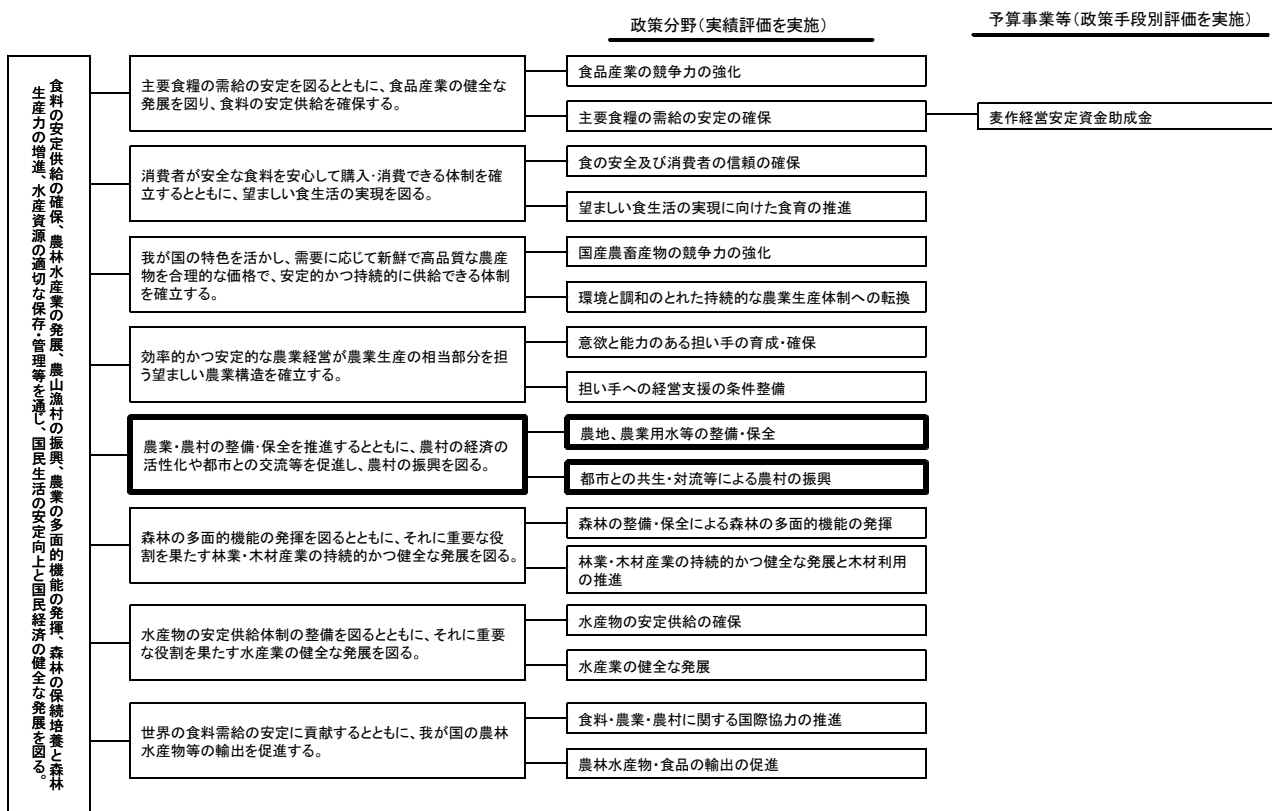 政策分野(実績評価を実施)
予算事業等(政策手段別評価を実施)
食料の安定供給の確保、農林水産業の発展、農山漁村の振興、農業の多面的機能の発揮、森林の保続培養と森林
生産力の増進、水産資源の適切な保存・管理等を通じ、国民生活の安定向上と国民経済の健全な発展を図る。
主要食糧の需給の安定を図るとともに、食品産業の健全な
発展を図り、食料の安定供給を確保する。
食品産業の競争力の強化
主要食糧の需給の安定の確保
麦作経営安定資金助成金
消費者が安全な食料を安心して購入・消費できる体制を確
立するとともに、望ましい食生活の実現を図る。
食の安全及び消費者の信頼の確保
望ましい食生活の実現に向けた食育の推進
我が国の特色を活かし、需要に応じて新鮮で高品質な農産
物を合理的な価格で、安定的かつ持続的に供給できる体制
を確立する。
国産農畜産物の競争力の強化
環境と調和のとれた持続的な農業生産体制への転換
効率的かつ安定的な農業経営が農業生産の相当部分を担
う望ましい農業構造を確立する。
意欲と能力のある担い手の育成・確保
担い手への経営支援の条件整備
農業・農村の整備・保全を推進するとともに、農村の経済の
活性化や都市との交流等を促進し、農村の振興を図る。
農地、農業用水等の整備・保全
都市との共生・対流等による農村の振興
森林の多面的機能の発揮を図るとともに、それに重要な役
割を果たす林業・木材産業の持続的かつ健全な発展を図る。
森林の整備・保全による森林の多面的機能の発揮
林業・木材産業の持続的かつ健全な発展と木材利用
の推進
水産物の安定供給体制の整備を図るとともに、それに重要
な役割を果たす水産業の健全な発展を図る。
水産物の安定供給の確保
水産業の健全な発展
世界の食料需給の安定に貢献するとともに、我が国の農林
水産物等の輸出を促進する。
食料・農業・農村に関する国際協力の推進
農林水産物・食品の輸出の促進